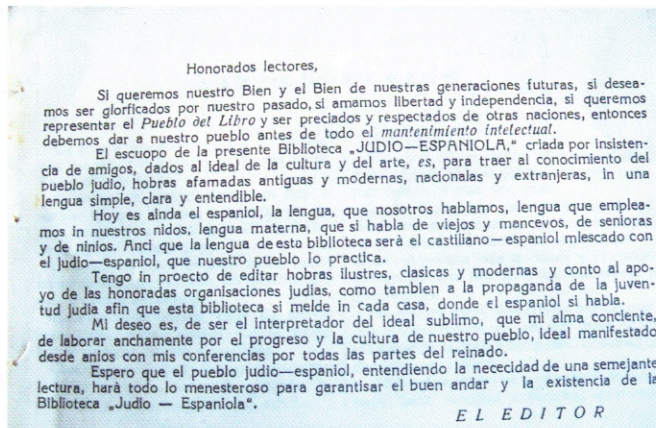 Honorados lectores,
Si queremos nuestro Bien y el Bien de nuestras generaciones futuras, si desea-
mos ser glorficados por nuestro pasado, si amamos libertad y independencia, si queremos
representar el Pueblo del Libro y ser preciados y respectados de otras naciones, entonces
debemos dar a nuestro pueblo antes de todo el mantenimiento intelectual.
El escuopo de la presente Biblioteca „JUDIO—ESPANIOLA,“ criada por insisten-
cia de amigos, dados al ideal de la cultura y del arte, es, para traer al conocimiento del
pueblo judio, hobras afamadas antiguas y modernas, nacionalas y extranjeras, in una
lengua simple, clara y entendible.
Hoy es ainda el espaniol, la lengua, que nosotros hablamos, lengua que emplea-
mos in nuestros nidos, lengua materna, que si habla de viejos y mancevos, de senioras
y de ninios. Anci que la lengua de esta biblioteca serà el castiliano—espaniol mlescado con
el judio—espaniol, que nuestro pueblo lo practica.
Tengo in proecto de editar hobras ilustres, clasicas y modernas y conto al apo-
yo de las honoradas organisaciones judias, como tambien a la propaganda de la juven-
tud judia afin que esta biblioteca si melde in cada casa, donde el espaniol si habla.
Mi deseo es, de ser el interpretador del ideal sublimo, que mi alma conciente,
de laborar anchamente por el progreso y la cultura de nuestro pueblo, ideal manifestado
desde anios con mis conferencias por todas las partes del reinado.
Espero que el pueblo judio—espaniol, entendiendo la nececidad de una semejante
lectura, harà todo lo menesteroso para garantisar el buen andar y la existencia de la
Biblioteca „Judio — Espaniola“.
EL EDITOR